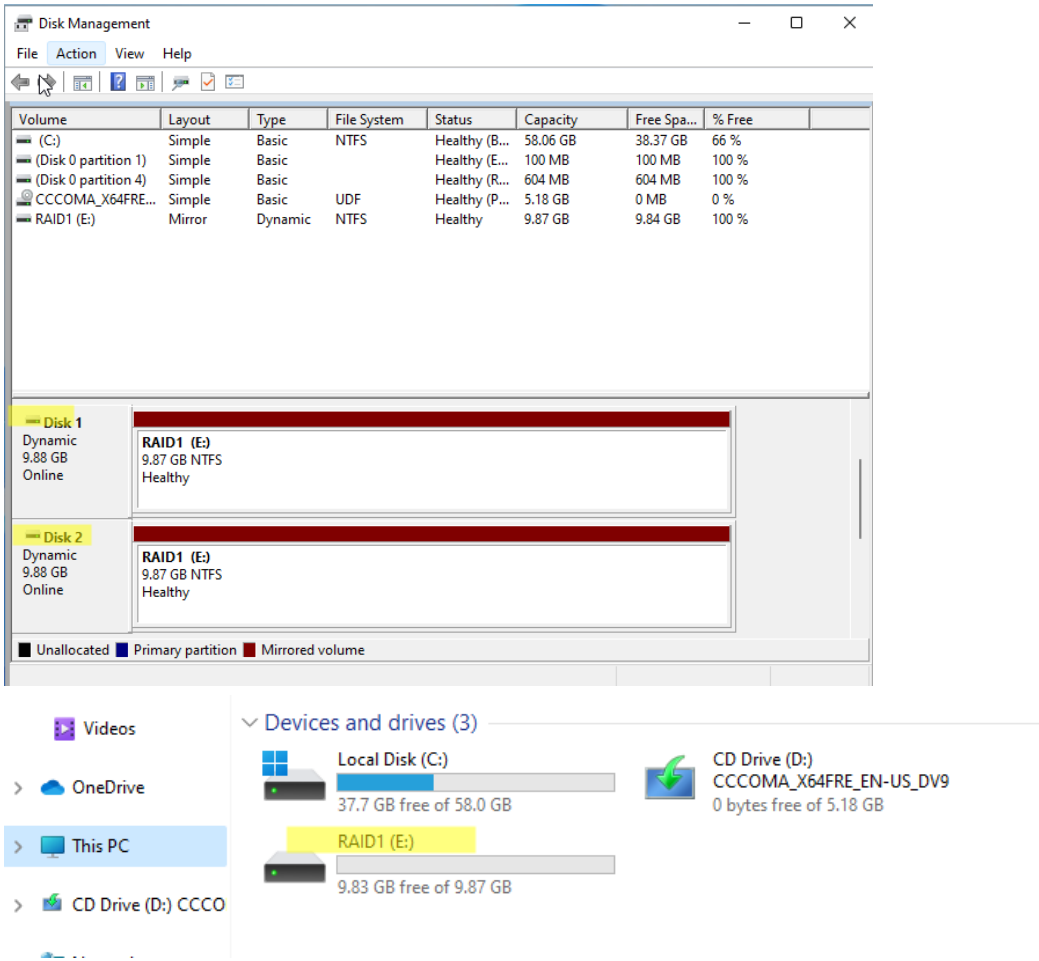 Disk Management
File Action View Help
Volume Layout Type File System Status Capacity Free Spa... % Free
(C:) Simple Basic NTFS Healthy (B... 58.06 GB 38.37 GB 66 %
(Disk 0 partition 1) Simple Basic Healthy (E... 100 MB 100 MB 100 %
(Disk 0 partition 4) Simple Basic Healthy (R... 604 MB 604 MB 100 %
CCCOMA_X64FRE... Simple Basic UDF Healthy (P... 5.18 GB 0 MB 0 %
RAID1 (E:) Mirror Dynamic NTFS Healthy 9.87 GB 9.84 GB 100 %
Disk 1
Dynamic
9.88 GB
Online
RAID1 (E:)
9.87 GB NTFS
Healthy
Disk 2
Dynamic
9.88 GB
Online
RAID1 (E:)
9.87 GB NTFS
Healthy
Unallocated Primary partition Mirrored volume
Videos
OneDrive
This PC
CD Drive (D:) CCCO
Devices and drives (3)
Local Disk (C:)
37.7 GB free of 58.0 GB
CD Drive (D:)
CCCOMA_X64FRE_EN-US_DV9
0 bytes free of 5.18 GB
RAID1 (E:)
9.83 GB free of 9.87 GB